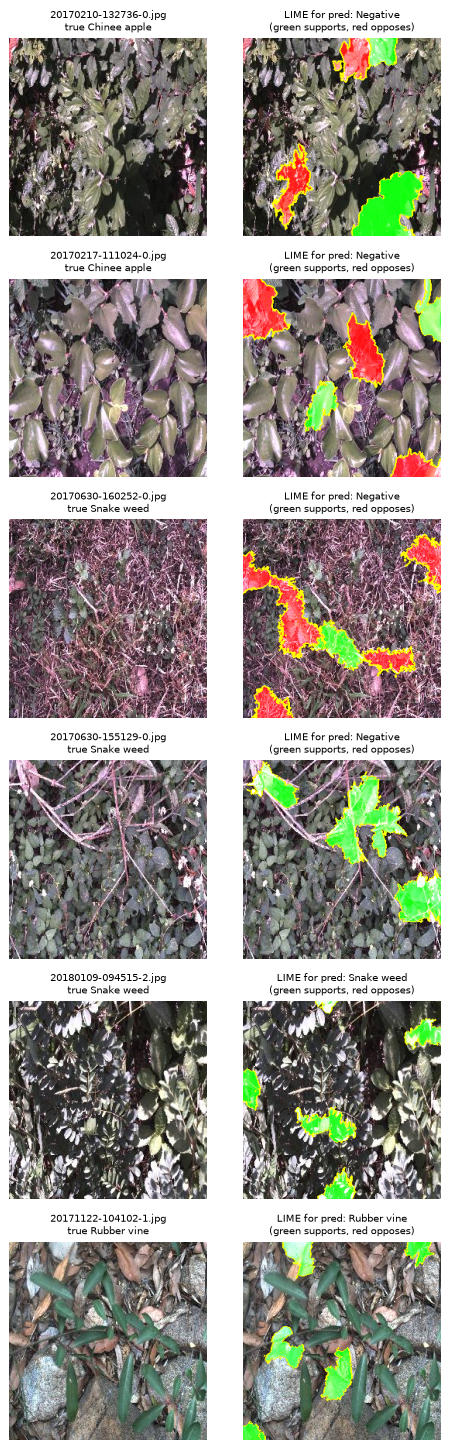 20170210-132736-0.jpg
true Chinee apple
LIME for pred: Negative
(green supports, red opposes)
20170217-111024-0.jpg
true Chinee apple
LIME for pred: Negative
(green supports, red opposes)
20170630-160252-0.jpg
true Snake weed
LIME for pred: Negative
(green supports, red opposes)
20170630-155129-0.jpg
true Snake weed
LIME for pred: Negative
(green supports, red opposes)
20180109-094515-2.jpg
true Snake weed
LIME for pred: Snake weed
(green supports, red opposes)
20171122-104102-1.jpg
true Rubber vine
LIME for pred: Rubber vine
(green supports, red opposes)